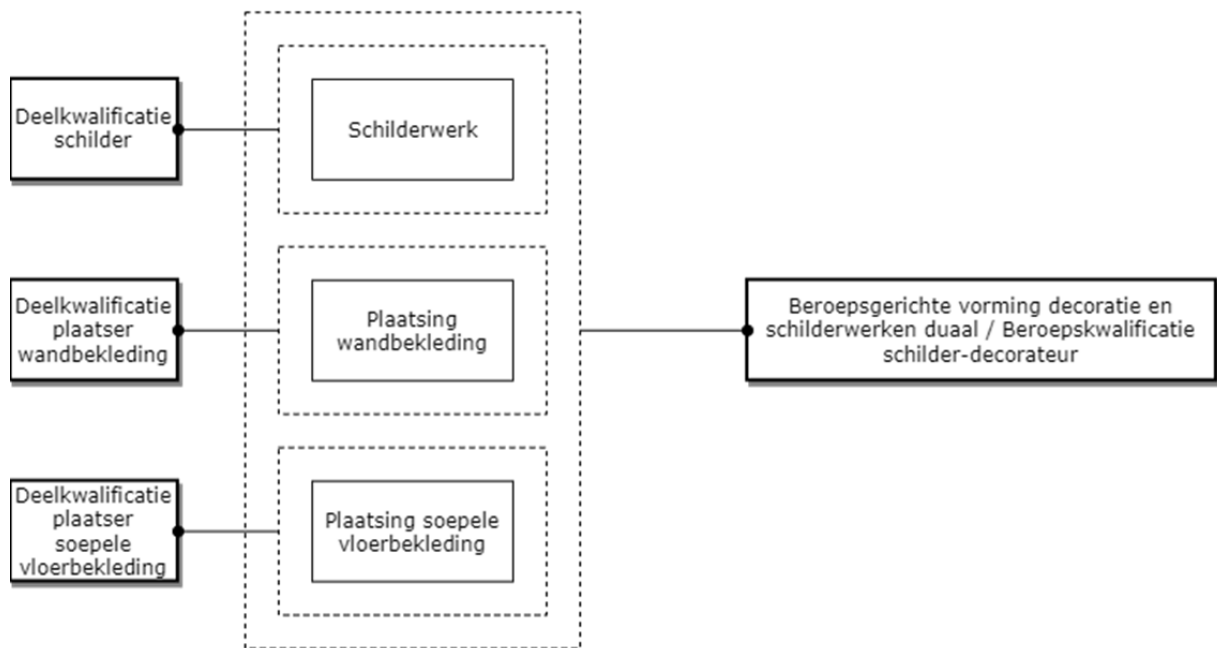 Deelkwalificatie
schilder
Schilderwerk
Deelkwalificatie
plaatser
wandbekleding
Plaatsing
wandbekleding
Beroepsgerichte vorming decoratie en
schilderwerken duaal / Beroepskwalificatie
schilder-decorateur
Deelkwalificatie
plaatser
soepele
vloerbekleding
Plaatsing soepele
vloerbekleding